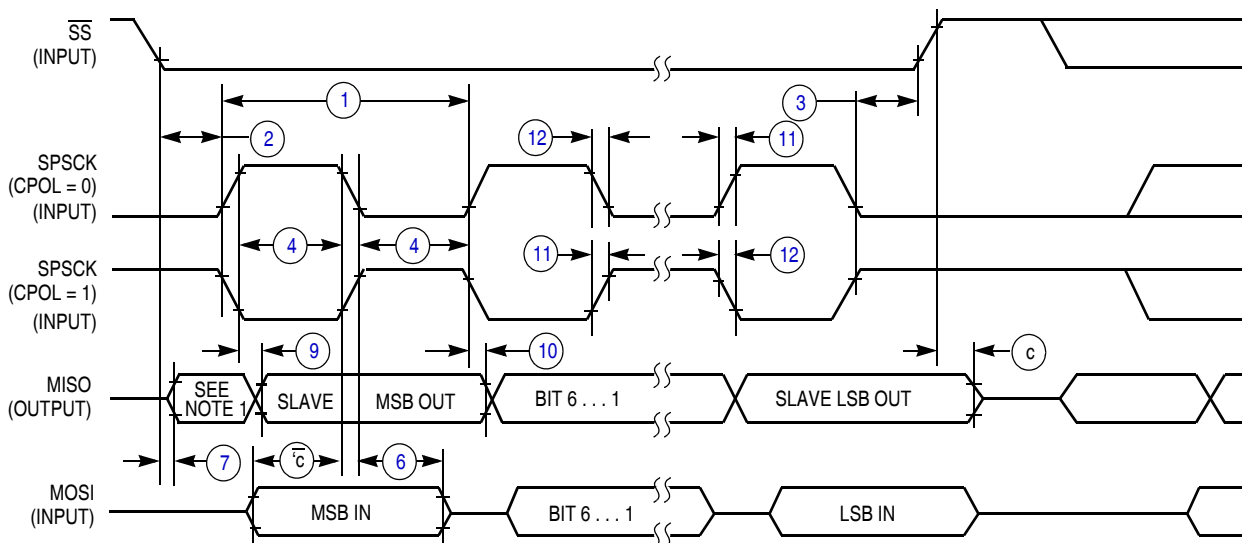 SS
(INPUT)
1
3
2
12
11
SPSCK
(CPOL = 0)
(INPUT)
4
4
11
12
SPSCK
(CPOL = 1)
(INPUT)
9
10
c
MISO
(OUTPUT)
SEE
NOTE 1
SLAVE
MSB OUT
BIT 6 . . . 1
SLAVE LSB OUT
7
6
MOSI
(INPUT)
MSB IN
BIT 6 . . . 1
LSB IN